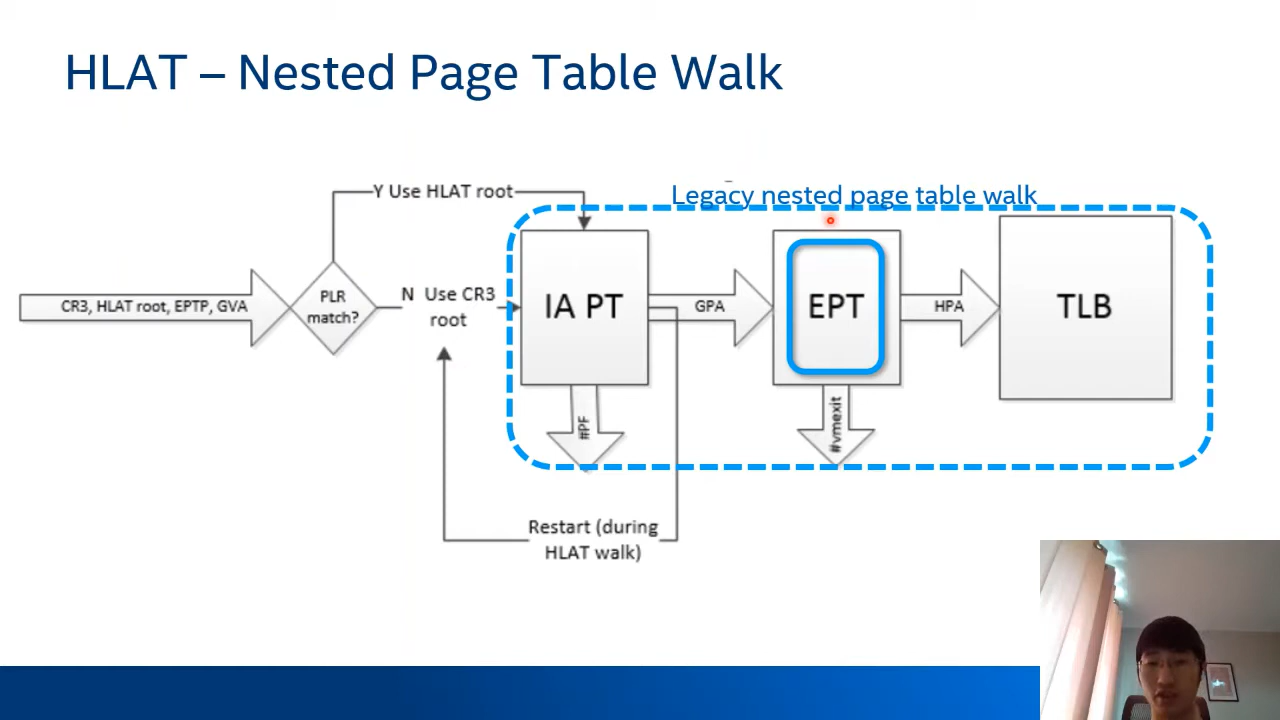 HLAT – Nested Page Table Walk
Y Use HLAT root
Legacy nested page table walk
CR3, HLAT root, EPTP, GVA
PLR
match?
N Use CR3
root
IA PT
GPA
EPT
HPA
TLB
#PF
#vmexit
Restart (during
HLAT walk)